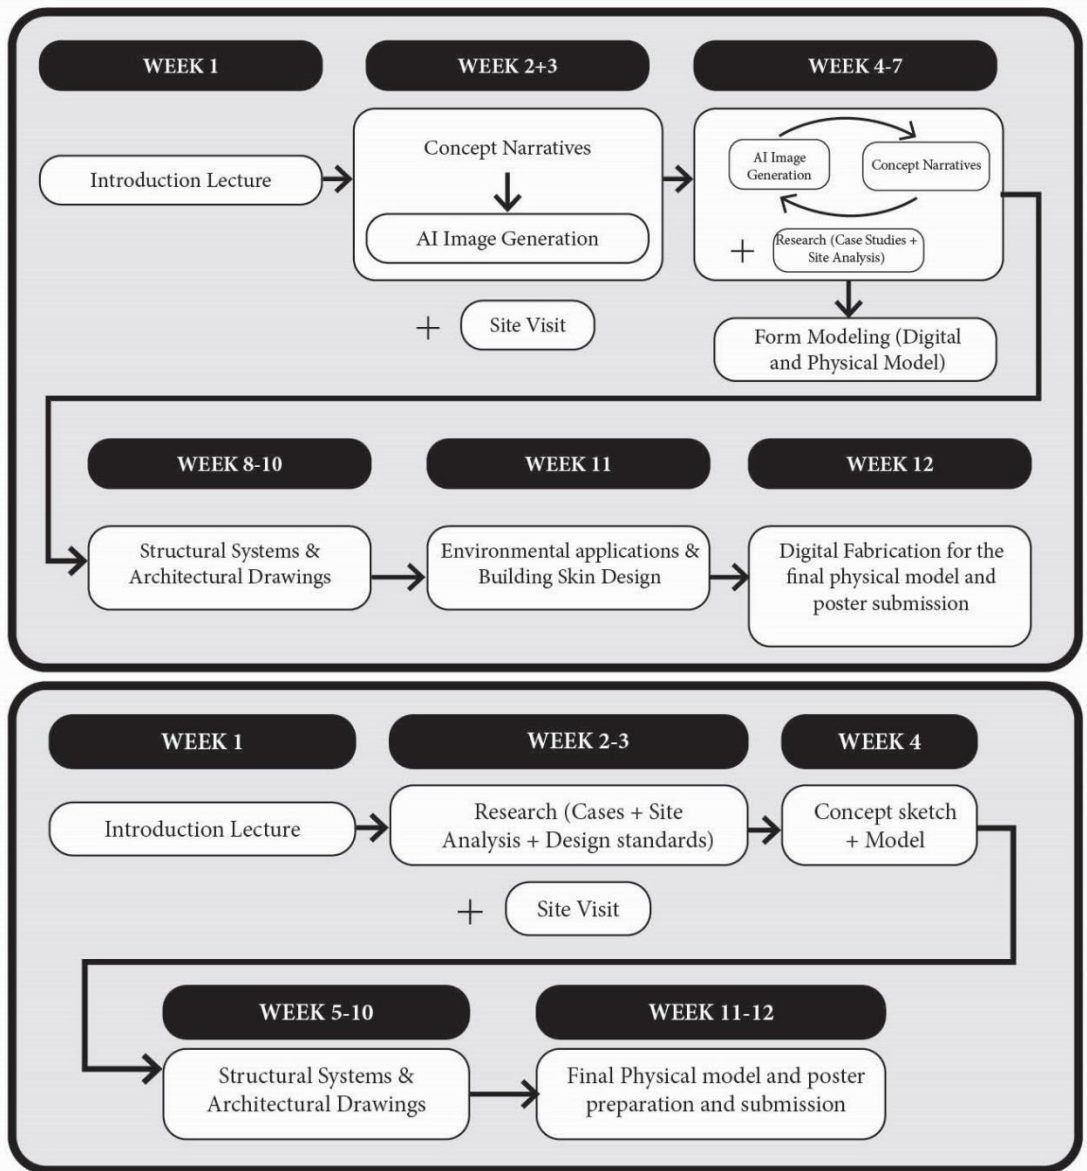 WEEK 1
WEEK 2+3
WEEK 4-7
Introduction Lecture
Concept Narratives
AI Image Generation
AI Image
Generation
Concept Narratives
+
Research (Case Studies +
Site Analysis)
+
Site Visit
Form Modeling (Digital
and Physical Model)
WEEK 8-10
WEEK 11
WEEK 12
Structural Systems &
Architectural Drawings
Environmental applications &
Building Skin Design
Digital Fabrication for the
final physical model and
poster submission
WEEK 1
WEEK 2-3
WEEK 4
Introduction Lecture
Research (Cases + Site
Analysis + Design standards)
Concept sketch
+ Model
+
Site Visit
WEEK 5-10
WEEK 11-12
Structural Systems &
Architectural Drawings
Final Physical model and poster
preparation and submission